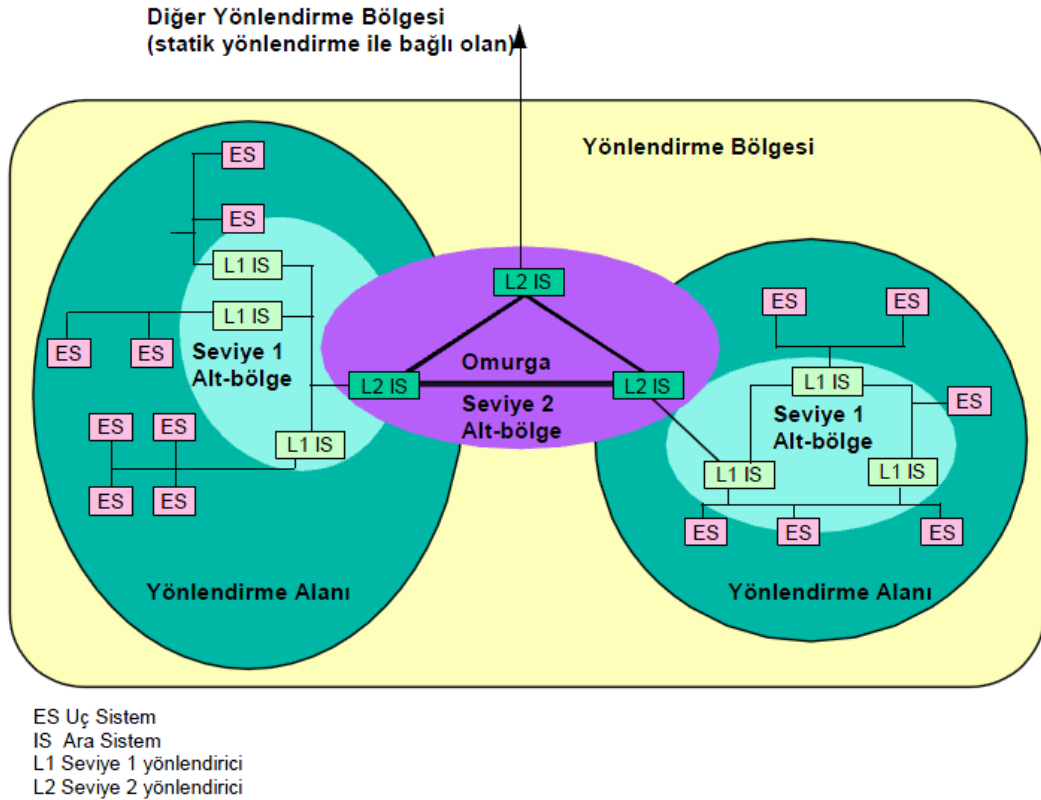 Diğer Yönlendirme Bölgesi
(statik yönlendirme ile bağlı olan)
Yönlendirme Bölgesi
ES
ES
L1 IS
L1 IS
ES
ES
Seviye 1
Alt-bölge
ES
ES
L1 IS
ES
ES
Yönlendirme Alanı
L2 IS
L2 IS
Omurga
L2 IS
Seviye 2
Alt-bölge
ES
ES
L1 IS
ES
Seviye 1
Alt-bölge
L1 IS
L1 IS
ES
ES
ES
Yönlendirme Alanı
ES Uç Sistem
IS Ara Sistem
L1 Seviye 1 yönlendirici
L2 Seviye 2 yönlendirici